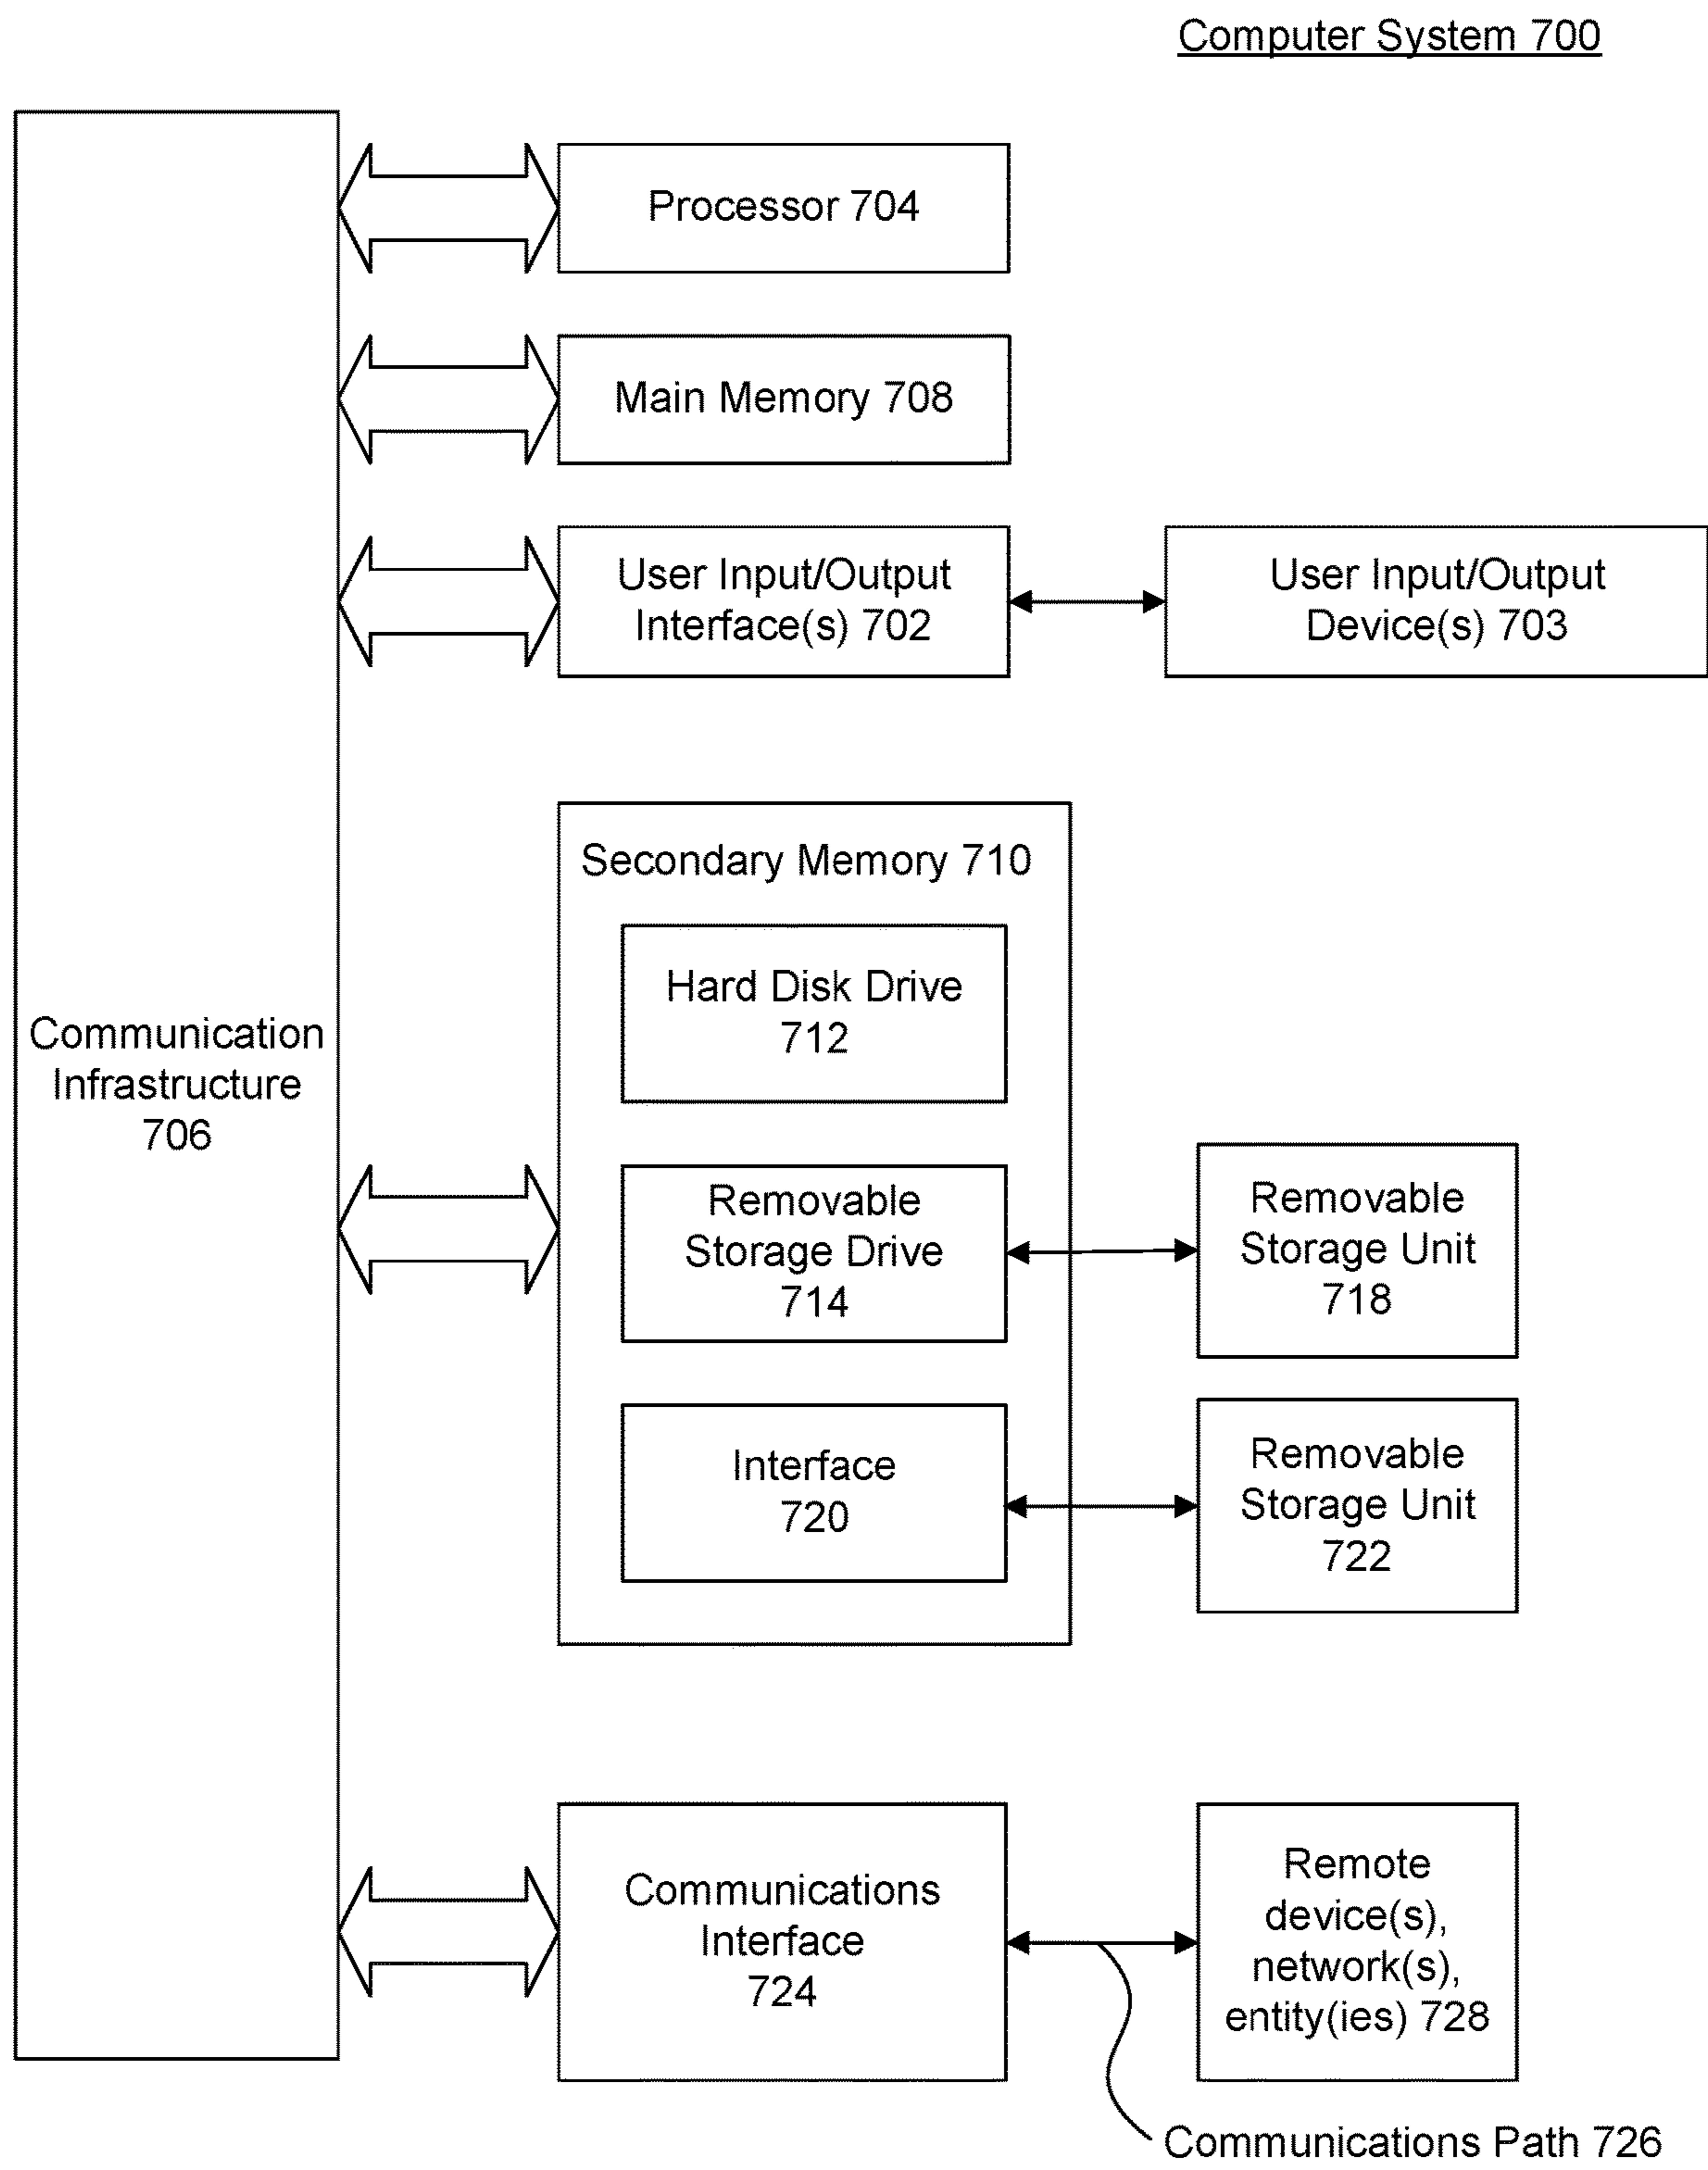 Computer System 700
Processor 704
Main Memory 708
User Input/Output
Interface(s) 702
User Input/Output
Device(s) 703
Secondary Memory 710
Hard Disk Drive
712
Communication
Infrastructure
706
Removable
Storage Drive
714
Removable
Storage Unit
718
Interface
720
Removable
Storage Unit
722
Communications
Interface
724
Remote
device(s),
network(s),
entity(ies) 728
Communications Path 726